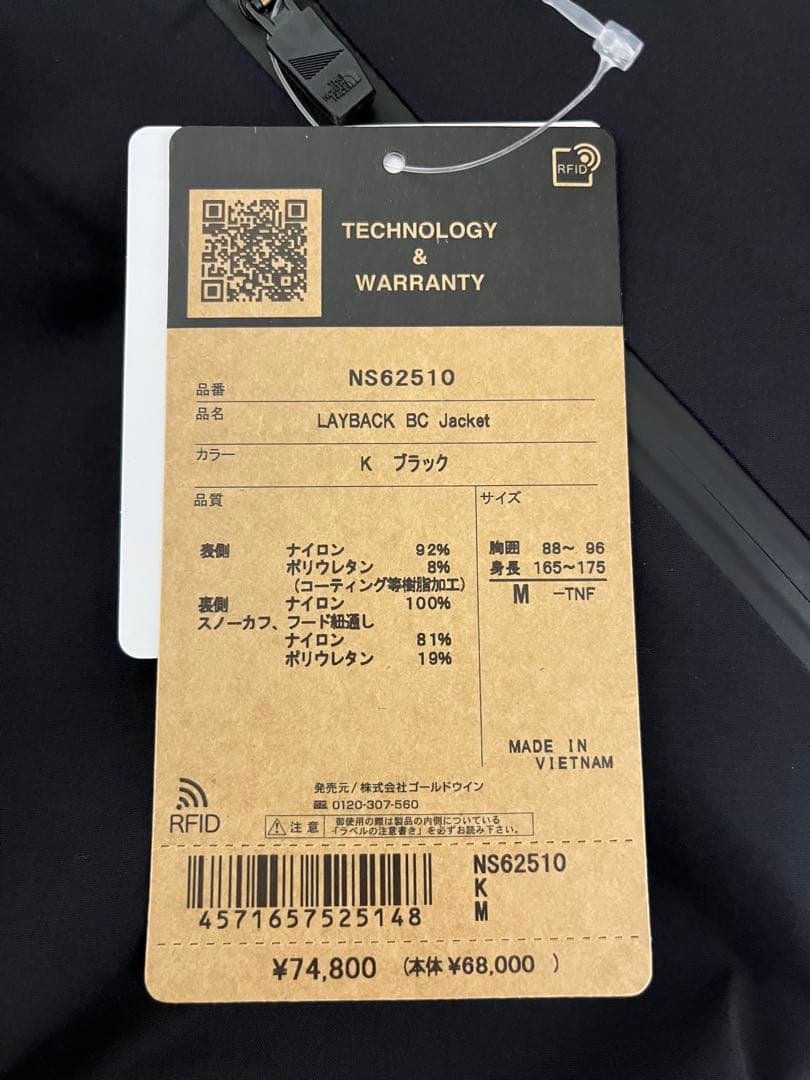 THE NORTH FACE
RFID
TECHNOLOGY
&
WARRANTY
品番 NS62510
品名 LAYBACK BC Jacket
カラー K ブラック
品質
表側 ナイロン 92%
ポリウレタン 8%
(コーティング等樹脂加工)
裏側 ナイロン 100%
スノーカフ、フード紐通し
ナイロン 81%
ポリウレタン 19%
サイズ
胸囲 88~ 96
身長 165~175
M -TNF
MADE IN
VIETNAM
発売元/株式会社ゴールドウイン
0120-307-560
RFID
注意 御使用の際は製品の内側についている
「ラベルの注意書き」を必ずお読み下さい。
4571657525148
NS62510
K
M
¥74,800 (本体 ¥68,000 )